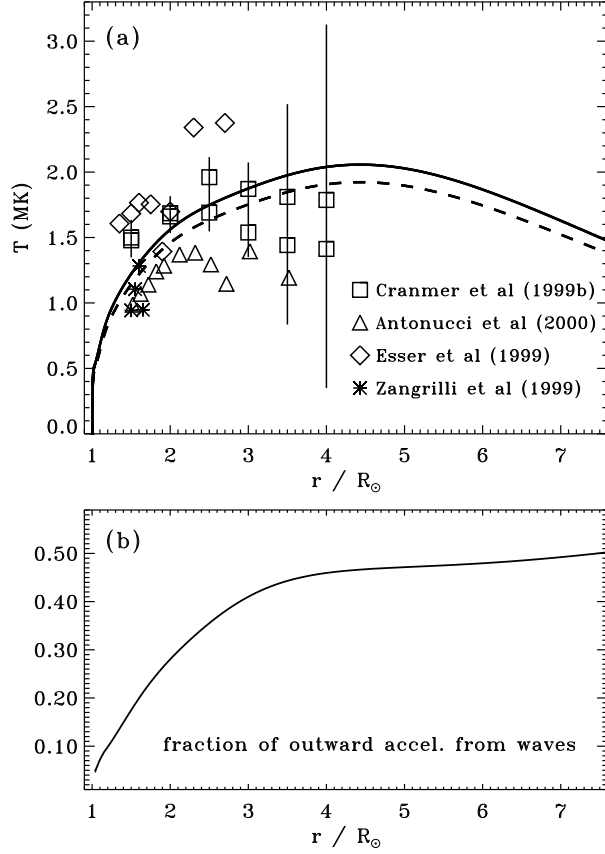 (a)
3.0
2.5
2.0
1.5
1.0
0.5
0.0
T (MK)
Cranmer et al (1999b)
Antonucci et al (2000)
Esser et al (1999)
Zangrilli et al (1999)
1 2 3 4 5 6 7
r / R☉
(b)
0.50
0.40
0.30
0.20
0.10
fraction of outward accel. from waves
1 2 3 4 5 6 7
r / R☉